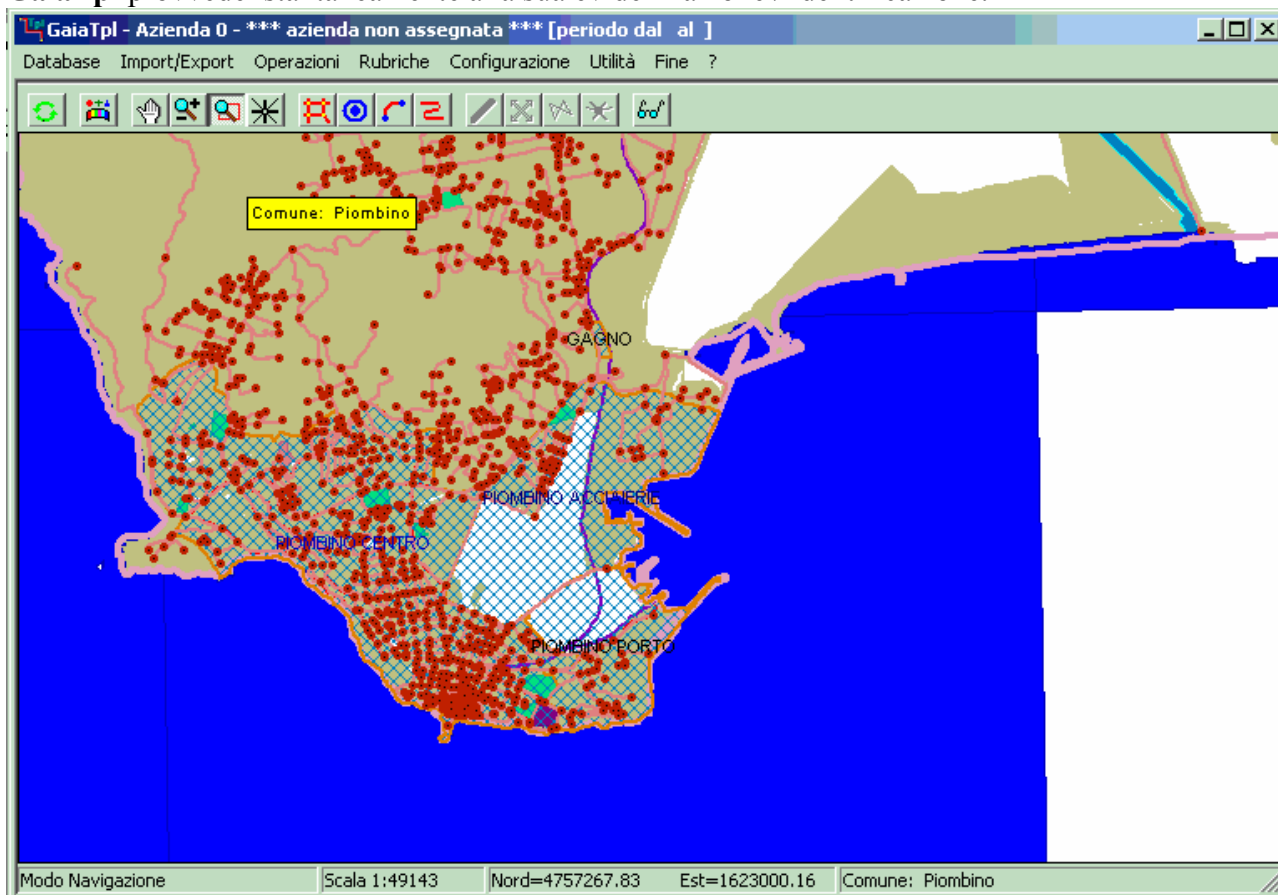 GaiaTpl - Azienda 0 - *** azienda non assegnata *** [periodo dal al ]
Database Import/Export Operazioni Rubriche Configurazione Utilità Fine ?
Comune: Piombino
GAGNO
PIOMBINO ACCIAIERIE
PIOMBINO CENTRO
PIOMBINO PORTO
Modo Navigazione Scala 1:49143 Nord=4757267.83 Est=1623000.16 Comune: Piombino